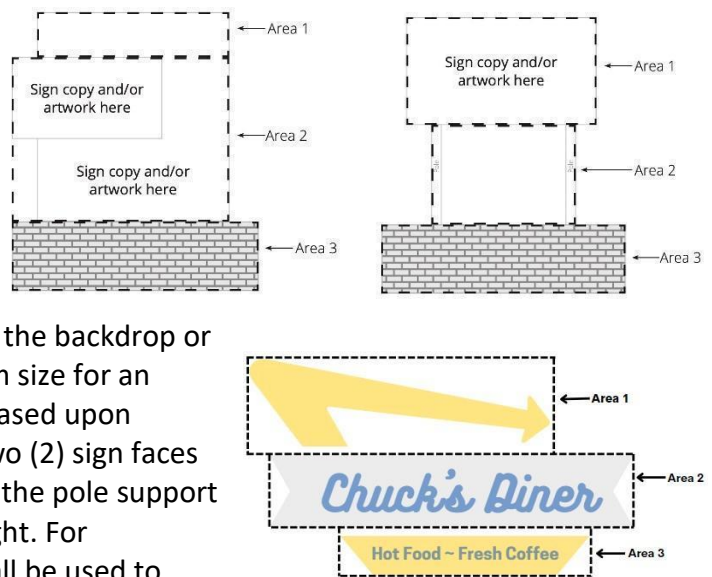 Area 1
Sign copy and/or
artwork here
Area 2
Sign copy and/or
artwork here
Area 3
Area 1
Sign copy and/or
artwork here
Pole
Pole
Area 2
Area 3
the backdrop or
size for an
ased upon
(2) sign faces
the pole support
ght. For
be used to
Area 1
Chuck's Diner
Area 2
Hot Food ~ Fresh Coffee
Area 3